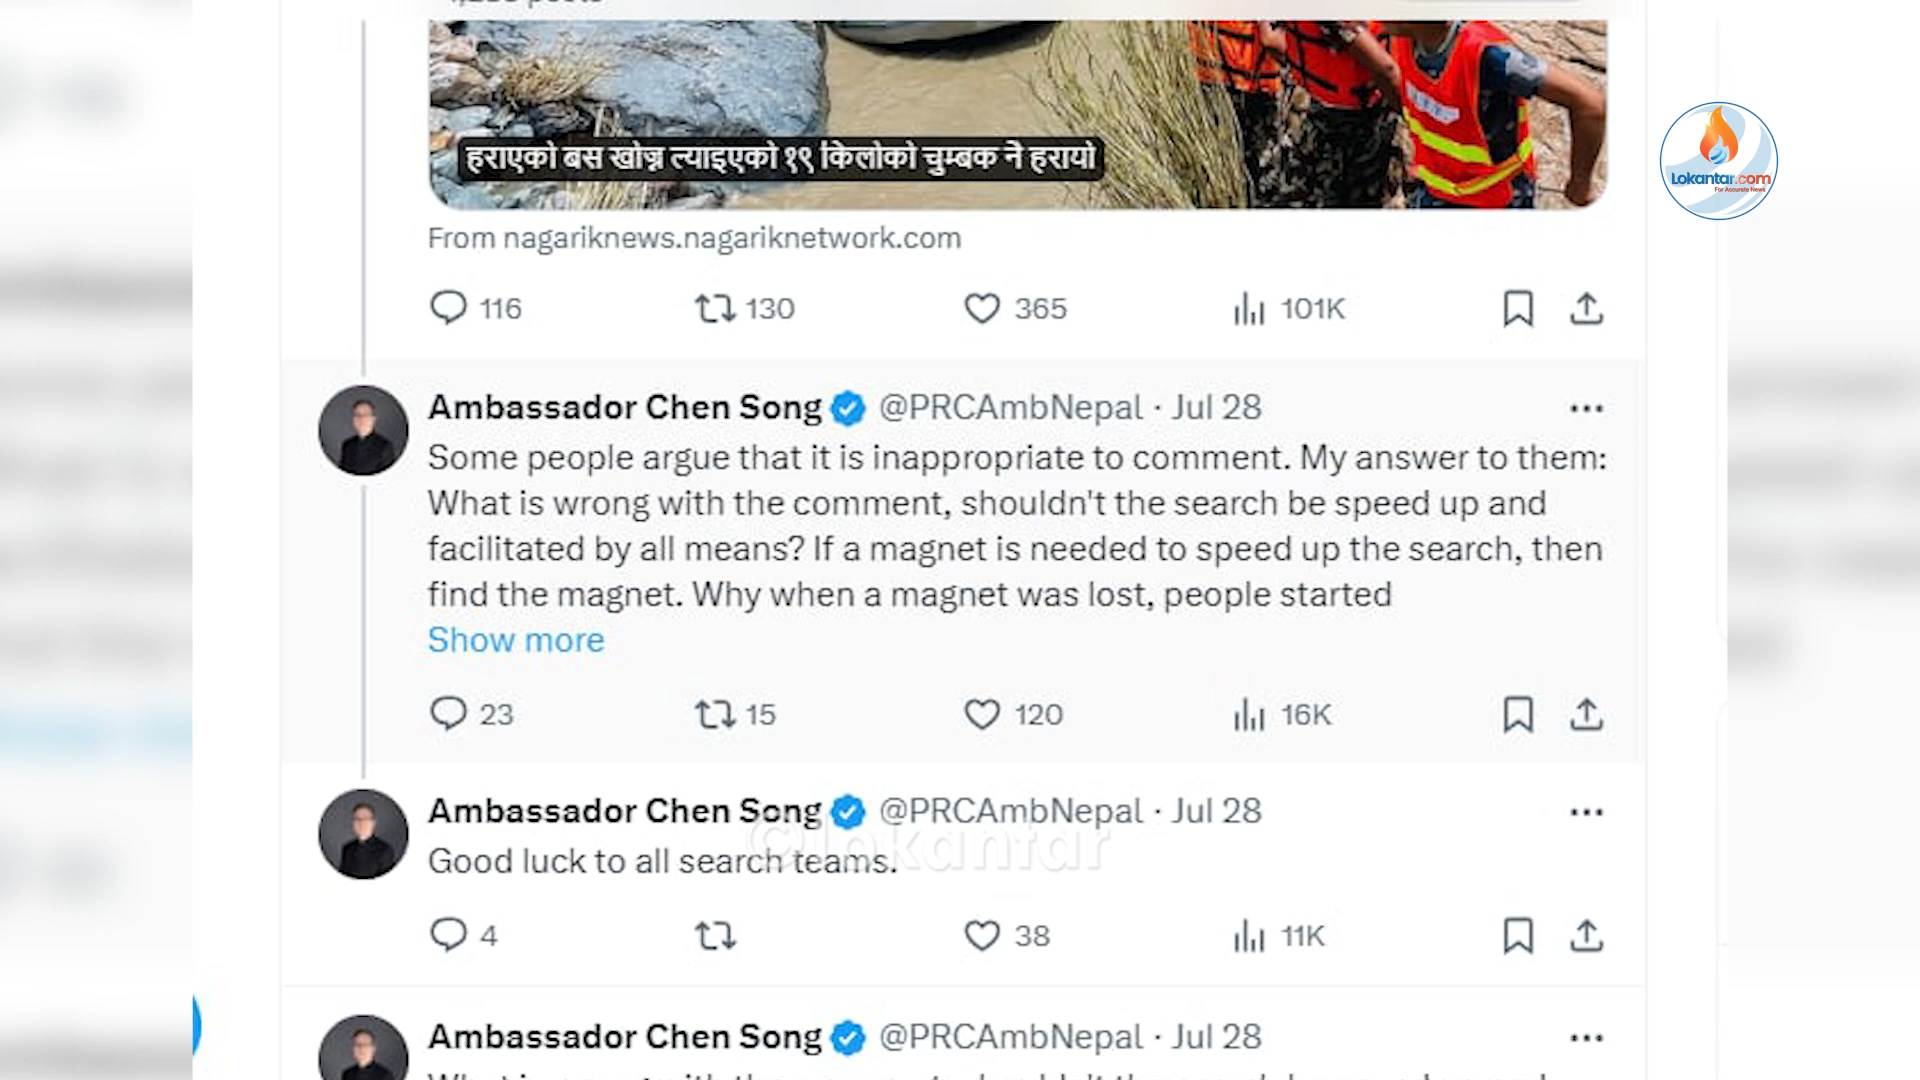 हराएको बस खोज्न ल्याइएको १९ किलोको चुम्बक नै हरायो
Lokantar.com
For Accurate News
From nagariknews.nagariknetwork.com
116 130 365 101K
Ambassador Chen Song @PRCAmbNepal · Jul 28
Some people argue that it is inappropriate to comment. My answer to them:
What is wrong with the comment, shouldn't the search be speed up and
facilitated by all means? If a magnet is needed to speed up the search, then
find the magnet. Why when a magnet was lost, people started
Show more
23 15 120 16K
Ambassador Chen Song @PRCAmbNepal · Jul 28
Good luck to all search teams.
©lokantar
4 38 11K
Ambassador Chen Song @PRCAmbNepal · Jul 28